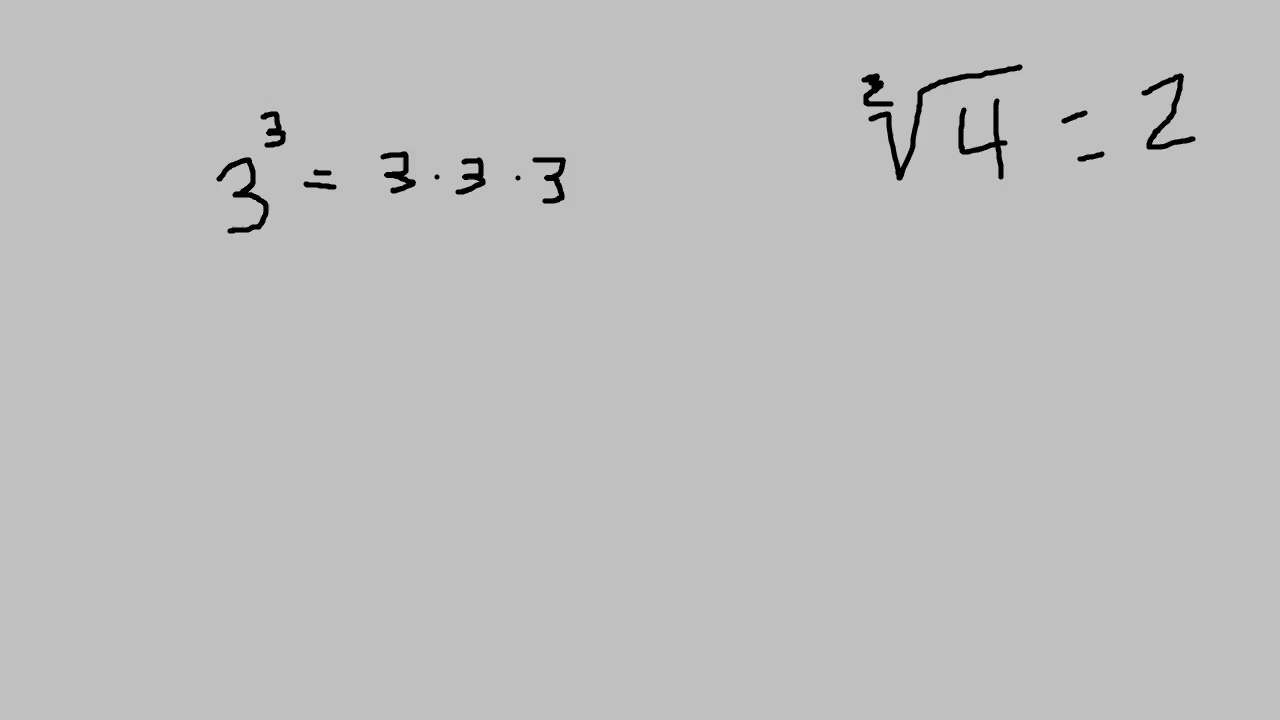 3³ = 3 · 3 · 3
²√4 = 2